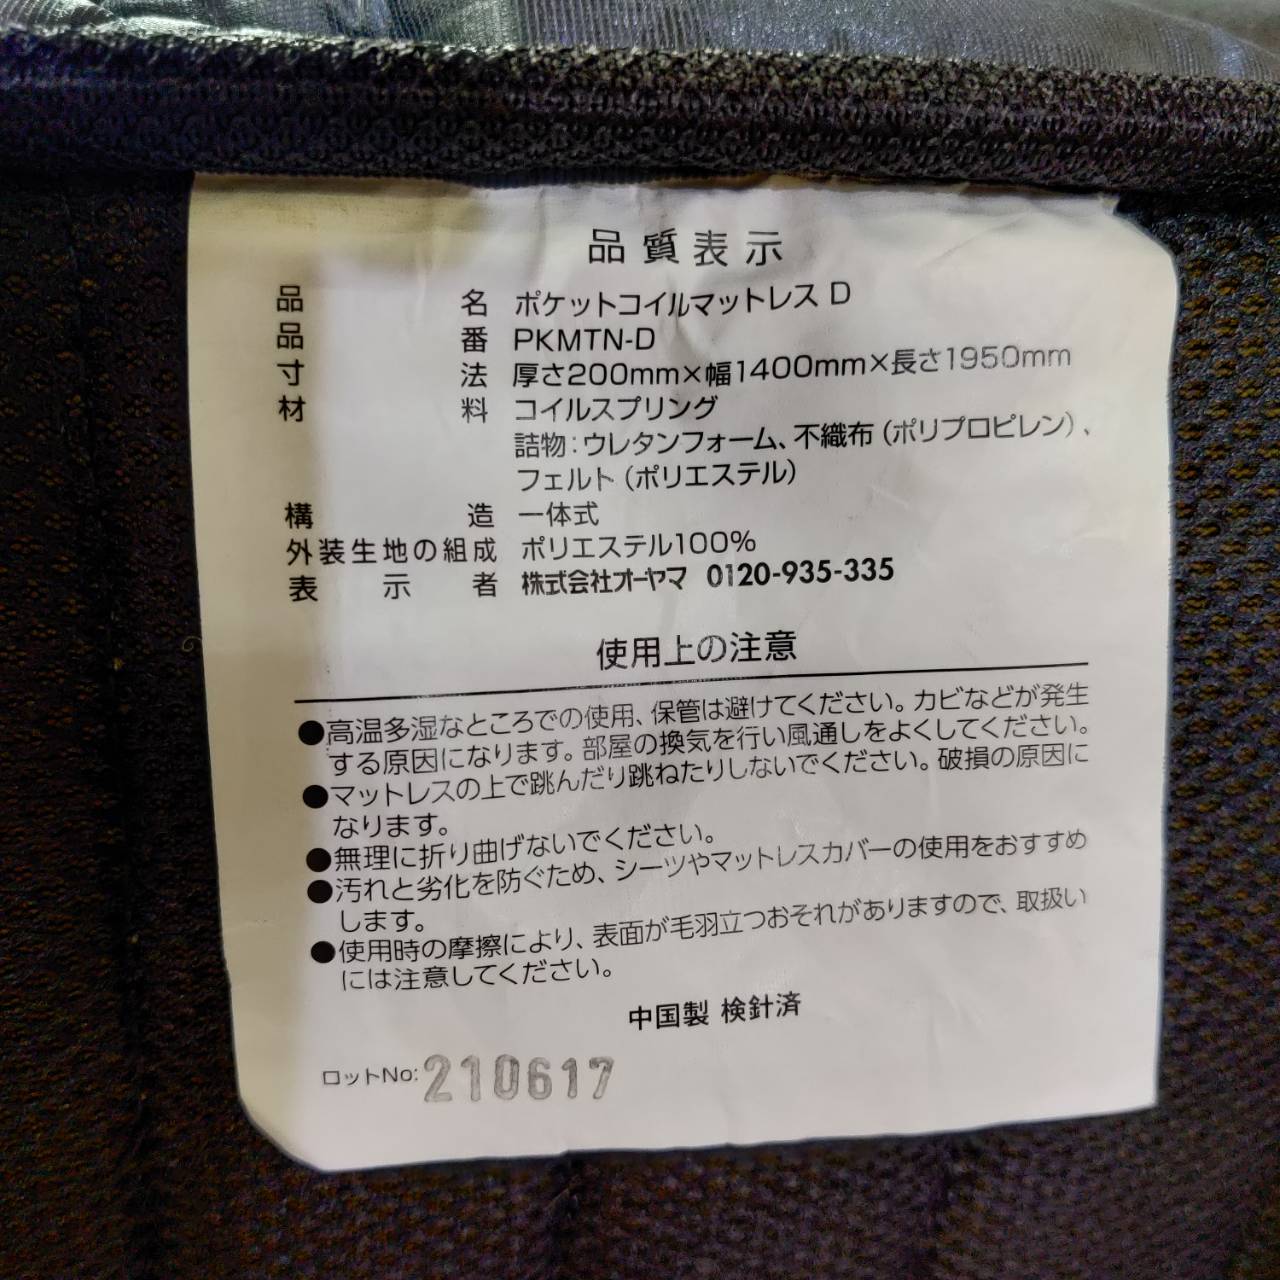 品質表示
品名 ポケットコイルマットレス D
品番 PKMTN-D
寸法 厚さ200mm×幅1400mm×長さ1950mm
材料 コイルスプリング
詰物：ウレタンフォーム、不織布（ポリプロピレン）、
フェルト（ポリエステル）
構造 一体式
外装生地の組成 ポリエステル100%
表示者 株式会社オーヤマ 0120-935-335
使用上の注意
●高温多湿なところでの使用、保管は避けてください。カビなどが発生
する原因になります。部屋の換気を行い風通しをよくしてください。
●マットレスの上で跳んだり跳ねたりしないでください。破損の原因に
なります。
●無理に折り曲げないでください。
●汚れと劣化を防ぐため、シーツやマットレスカバーの使用をおすすめ
します。
●使用時の摩擦により、表面が毛羽立つおそれがありますので、取扱い
には注意してください。
中国製 検針済
ロットNo: 210617